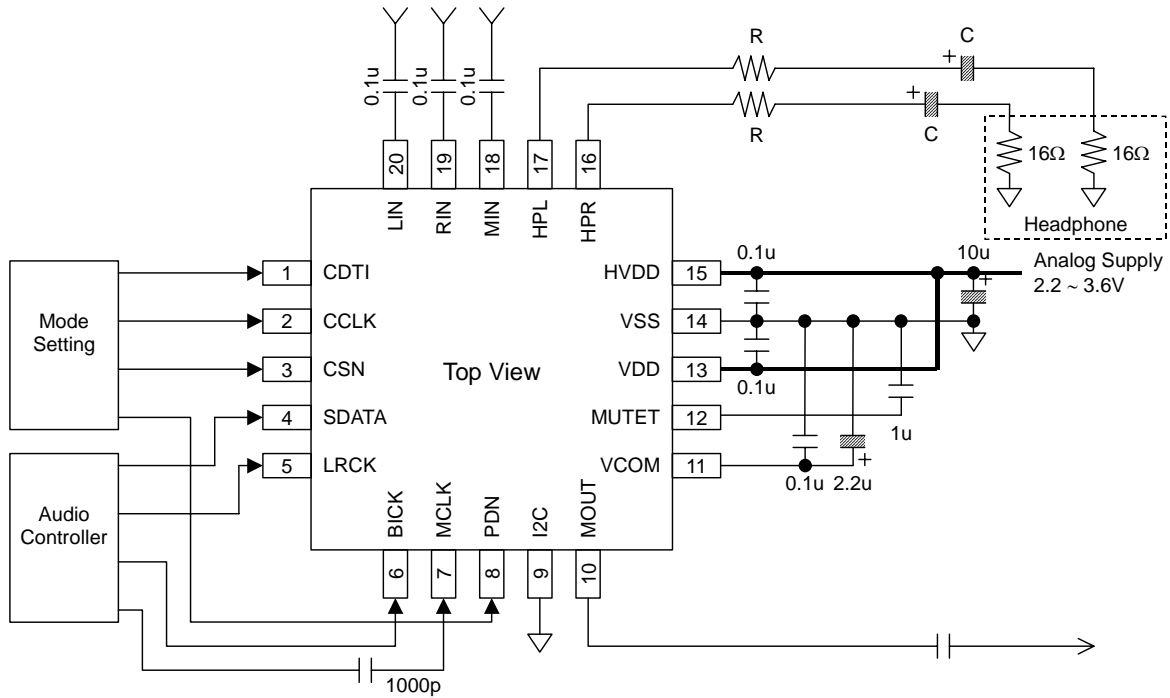 R
C
+
0.1u
0.1u
0.1u
+
R
C
16Ω
16Ω
Headphone
20
19
18
17
16
LIN
RIN
MIN
HPL
HPR
Analog Supply
2.2 ~ 3.6V
Mode
Setting
Audio
Controller
1 CDTI
2 CCLK
3 CSN
4 SDATA
5 LRCK
Top View
HVDD 15
VSS 14
VDD 13
MUTET 12
VCOM 11
0.1u
10u
+
0.1u
1u
0.1u
2.2u
+
BICK
MCLK
PDN
I2C
MOUT
6
7
8
9
10
1000p